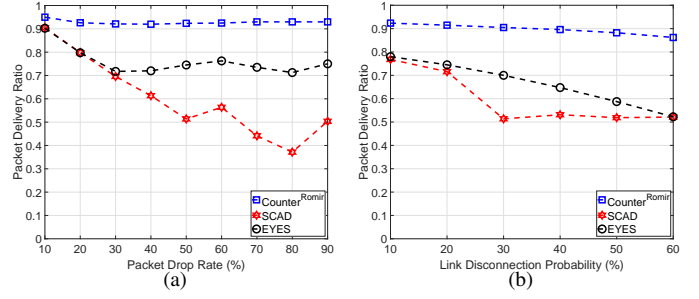 1
0.9
0.8
0.7
0.6
0.5
0.4
0.3
0.2
0.1
0
Packet Delivery Ratio
Counter^Romir
SCAD
EYES
10 20 30 40 50 60 70 80 90
Packet Drop Rate (%)
(a)
1
0.9
0.8
0.7
0.6
0.5
0.4
0.3
0.2
0.1
0
Packet Delivery Ratio
Counter^Romir
SCAD
EYES
10 20 30 40 50 60
Link Disconnection Probability (%)
(b)